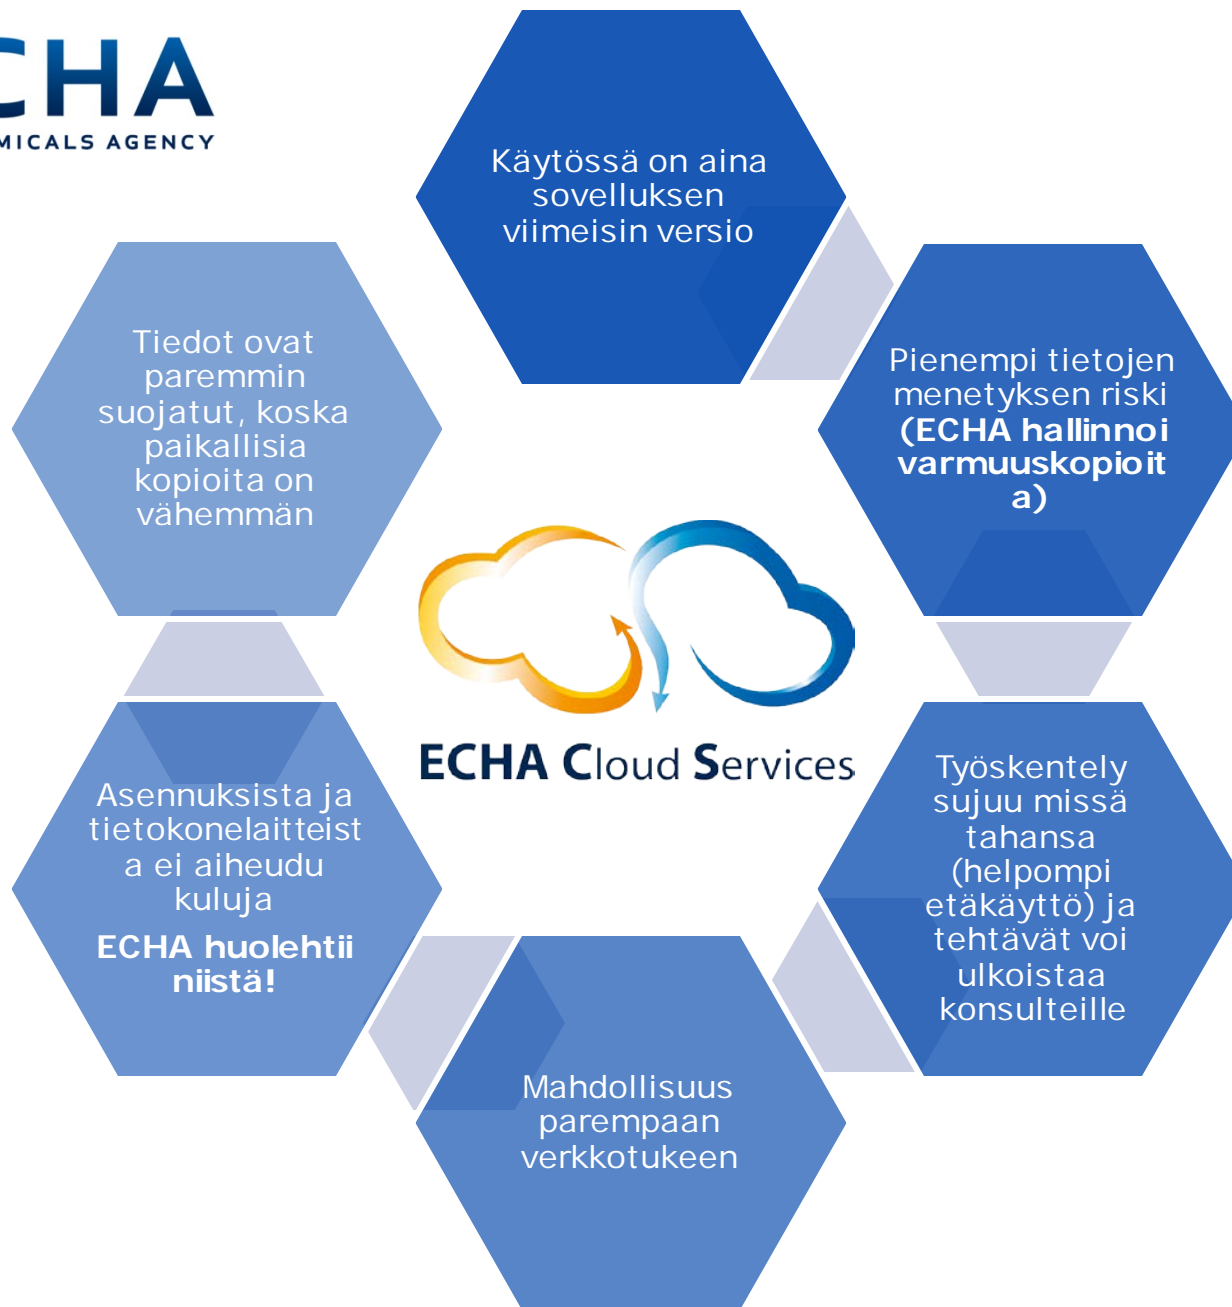 CHA
MICALS AGENCY
Käytössä on aina
sovelluksen
viimeisin versio
Pienempi tietojen
menetyksen riski
(ECHA hallinnoi
varmuuskopioit
a)
Työskentely
sujuu missä
tahansa
(helpompi
etäkäyttö) ja
tehtävät voi
ulkoistaa
konsulteille
Mahdollisuus
parempaan
verkkotukeen
Asennuksista ja
tietokonelaitteist
a ei aiheudu
kuluja
ECHA huolehtii
niistä!
Tiedot ovat
paremmin
suojatut, koska
paikallisia
kopioita on
vähemmän
ECHA Cloud Services